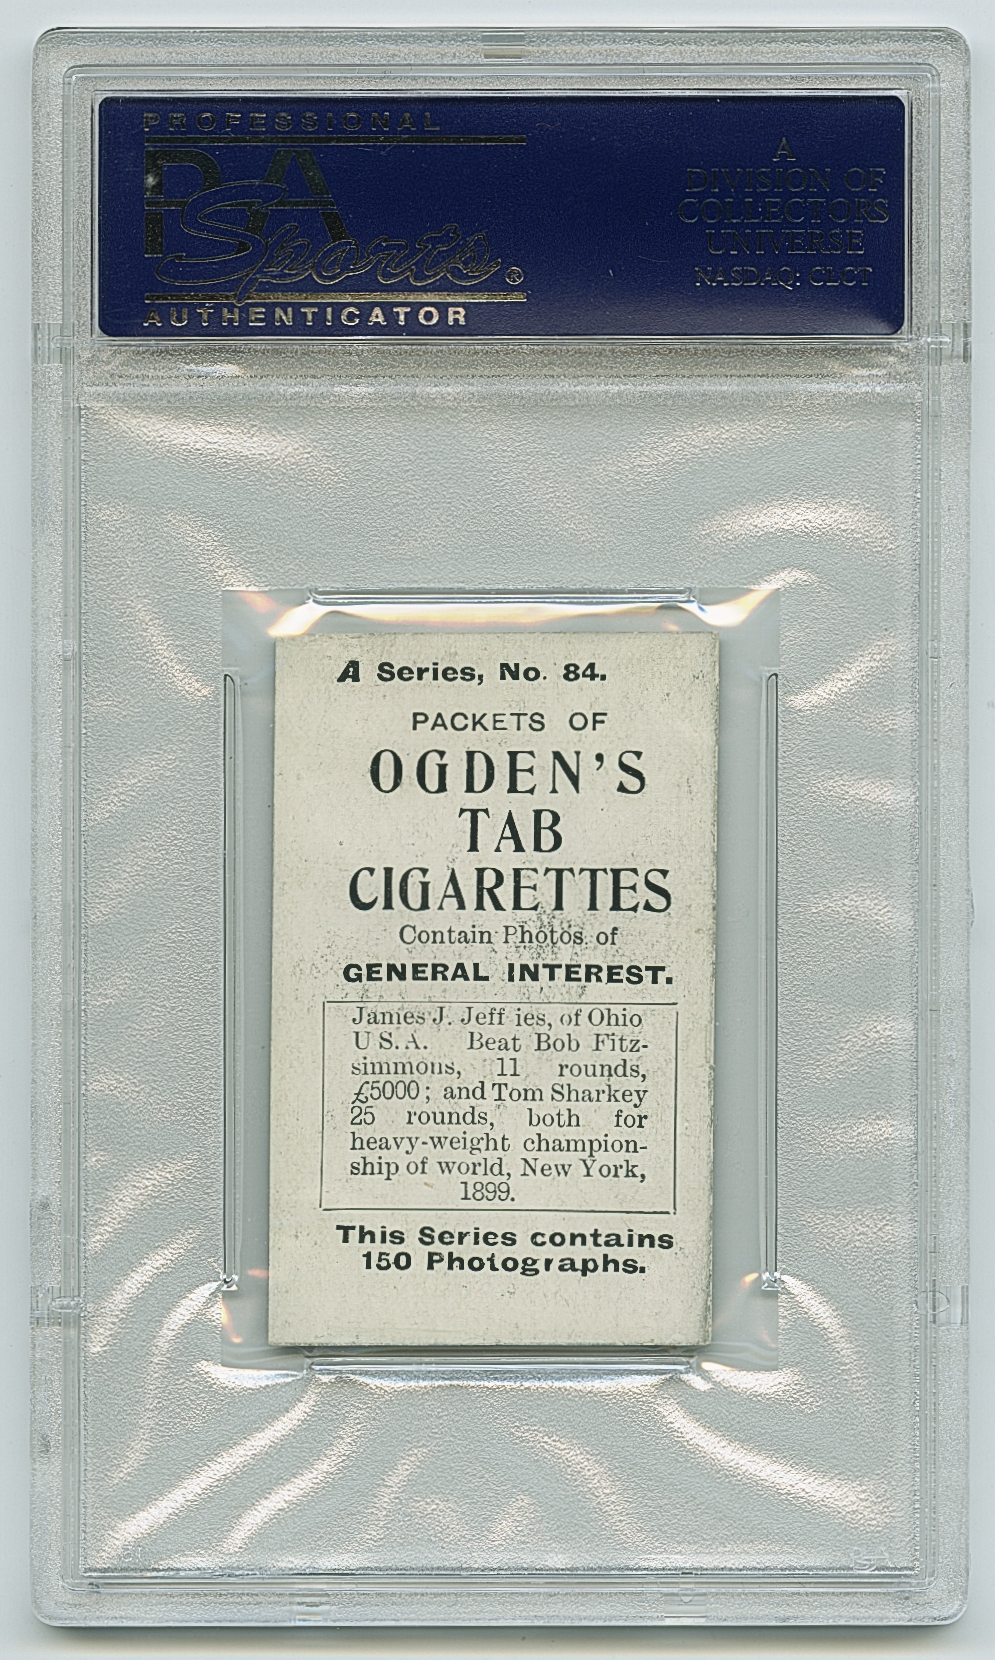 PROFESSIONAL
PSA
Sports®
AUTHENTICATOR
A
DIVISION OF
COLLECTORS
UNIVERSE
NASDAQ: CLCT
A Series, No. 84.
PACKETS OF
OGDEN'S
TAB
CIGARETTES
Contain Photos. of
GENERAL INTEREST.
James J. Jeff ies, of Ohio
U S.A. Beat Bob Fitz-
simmons, 11 rounds,
£5000; and Tom Sharkey
25 rounds, both for
heavy-weight champion-
ship of world, New York,
1899.
This Series contains
150 Photographs.